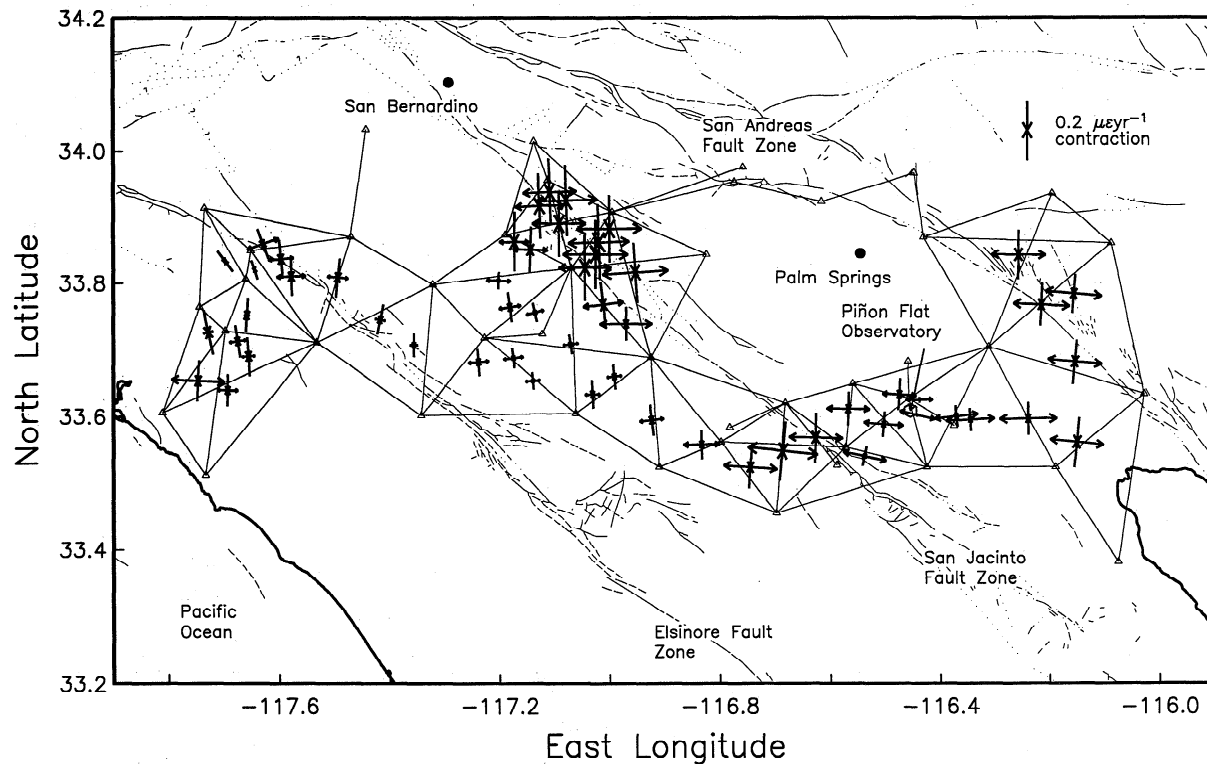 34.2
34.0
33.8
33.6
33.4
33.2
North Latitude
San Bernardino
San Andreas
Fault Zone
0.2 μεyr⁻¹
contraction
Palm Springs
Piñon Flat
Observatory
San Jacinto
Fault Zone
Pacific
Ocean
Elsinore Fault
Zone
-117.6
-117.2
-116.8
-116.4
-116.0
East Longitude